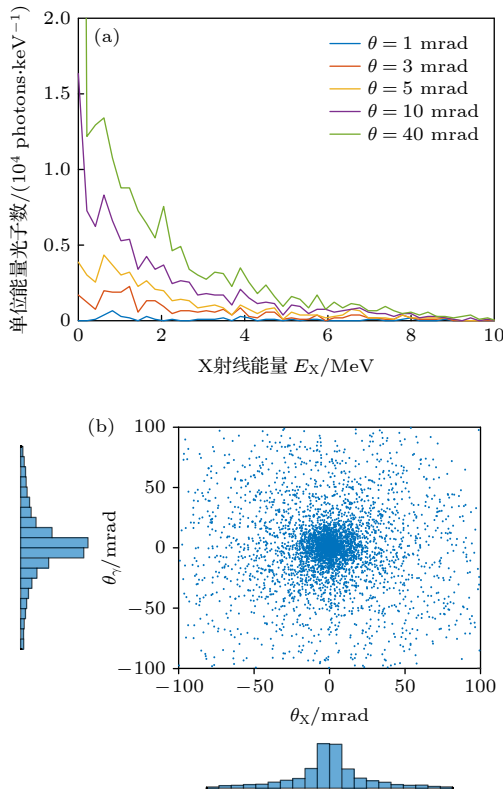 (a)
θ = 1 mrad
θ = 3 mrad
θ = 5 mrad
θ = 10 mrad
θ = 40 mrad
单位能量光子数/(10⁴ photons·keV⁻¹)
2.0
1.5
1.0
0.5
0
0 2 4 6 8 10
X射线能量 E_X/MeV
(b)
θ_γ/mrad
100
50
0
−50
−100
−100 −50 0 50 100
θ_X/mrad